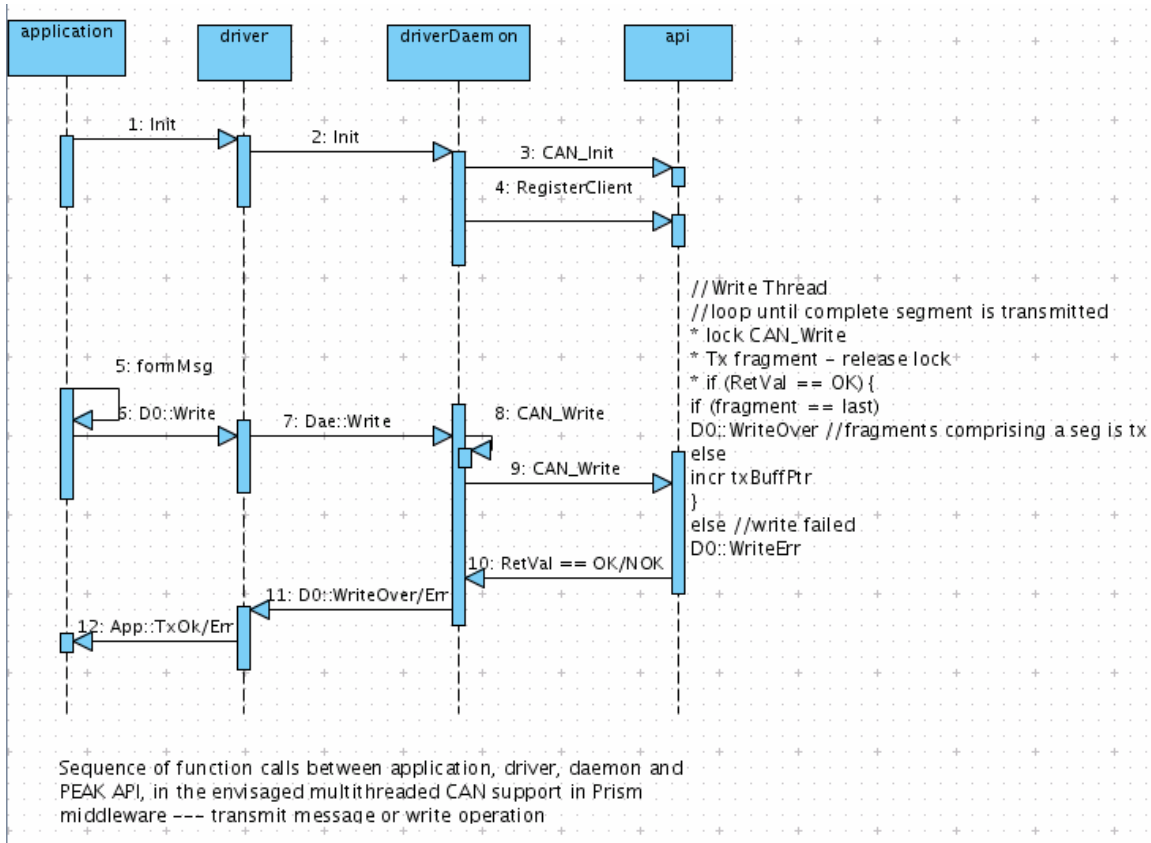 application driver driverDaemon api
1: Init
2: Init
3: CAN_Init
4: RegisterClient
//Write Thread
//loop until complete segment is transmitted
* lock CAN_Write
* Tx fragment – release lock
* if (RetVal == OK) {
if (fragment == last)
D0::WriteOver //fragments comprising a seg is tx
else
incr txBuffPtr
}
else //write failed
D0::WriteErr
5: formMsg
6: D0::Write
7: Dae::Write
8: CAN_Write
9: CAN_Write
10: RetVal == OK/NOK
11: D0::WriteOver/Err
12: App::TxOk/Err
Sequence of function calls between application, driver, daemon and
PEAK API, in the envisaged multithreaded CAN support in Prism
middleware --- transmit message or write operation